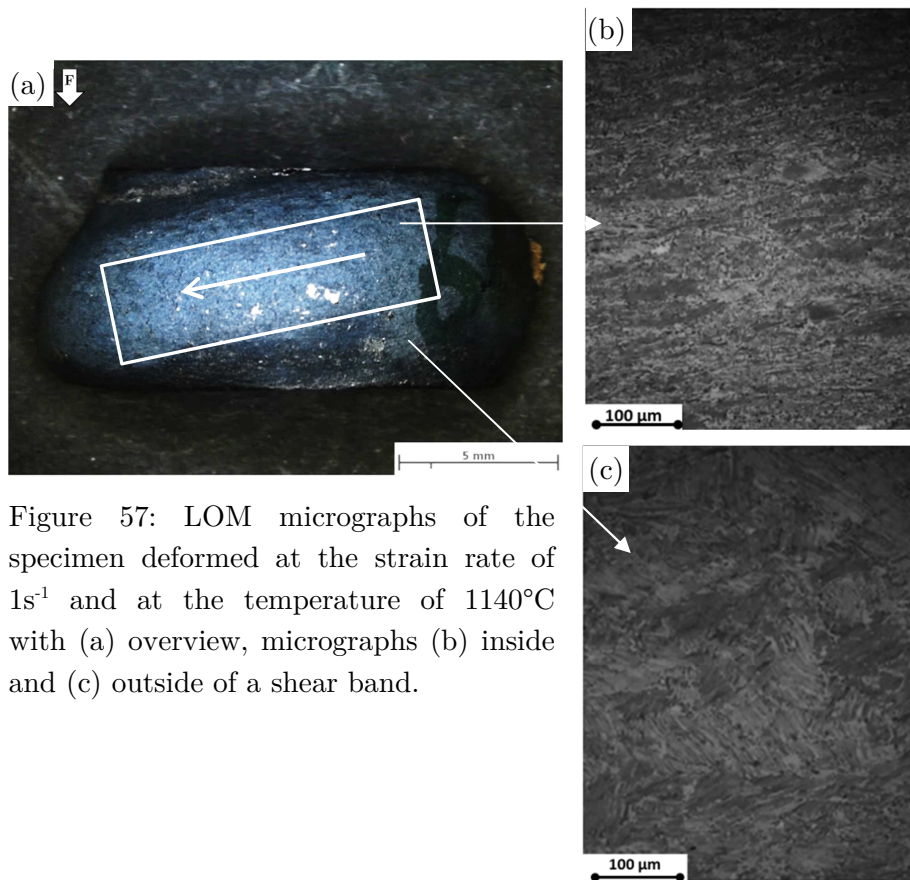 (a)
F
5 mm
(b)
100 µm
(c)
100 µm
Figure 57: LOM micrographs of the
specimen deformed at the strain rate of
1s⁻¹ and at the temperature of 1140°C
with (a) overview, micrographs (b) inside
and (c) outside of a shear band.